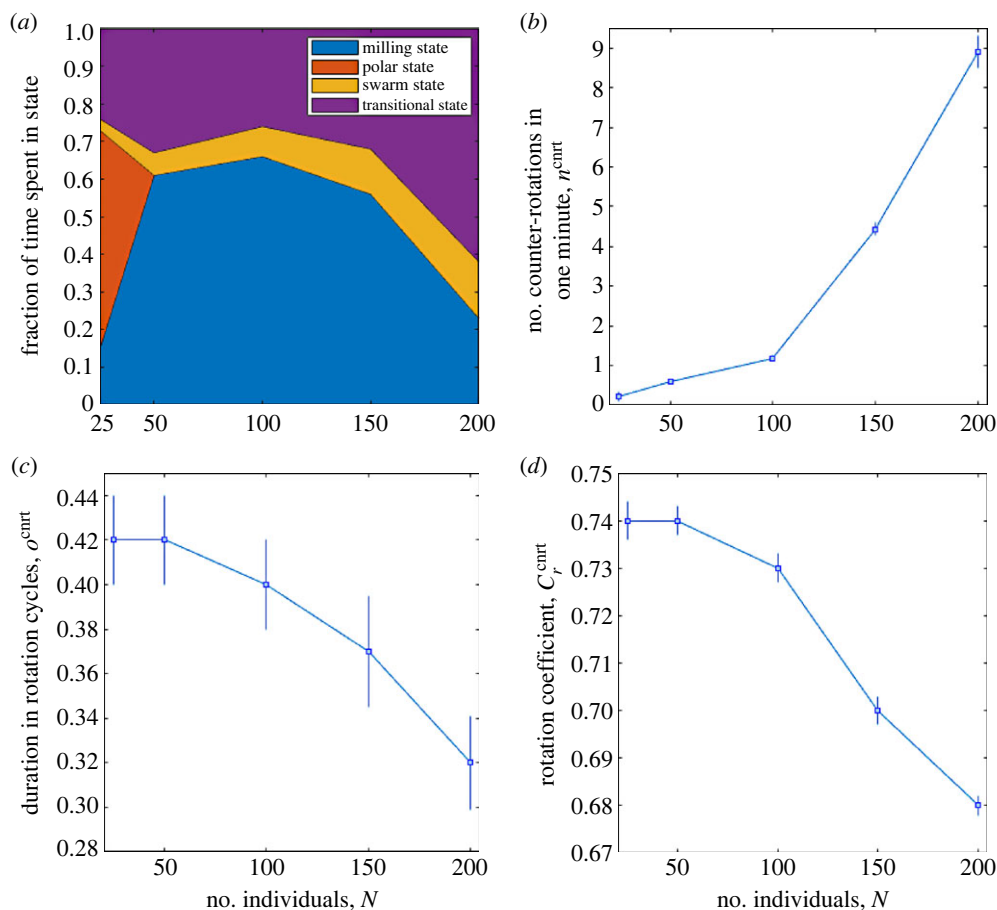 (a)
fraction of time spent in state
1.0
0.9
0.8
0.7
0.6
0.5
0.4
0.3
0.2
0.1
0
milling state
polar state
swarm state
transitional state
25 50 100 150 200
(b)
no. counter-rotations in
one minute, n^cnrt
9
8
7
6
5
4
3
2
1
0
50 100 150 200
(c)
duration in rotation cycles, o^cnrt
0.44
0.42
0.40
0.38
0.36
0.34
0.32
0.30
0.28
50 100 150 200
no. individuals, N
(d)
rotation coefficient, C_r^cnrt
0.75
0.74
0.73
0.72
0.71
0.70
0.69
0.68
0.67
50 100 150 200
no. individuals, N